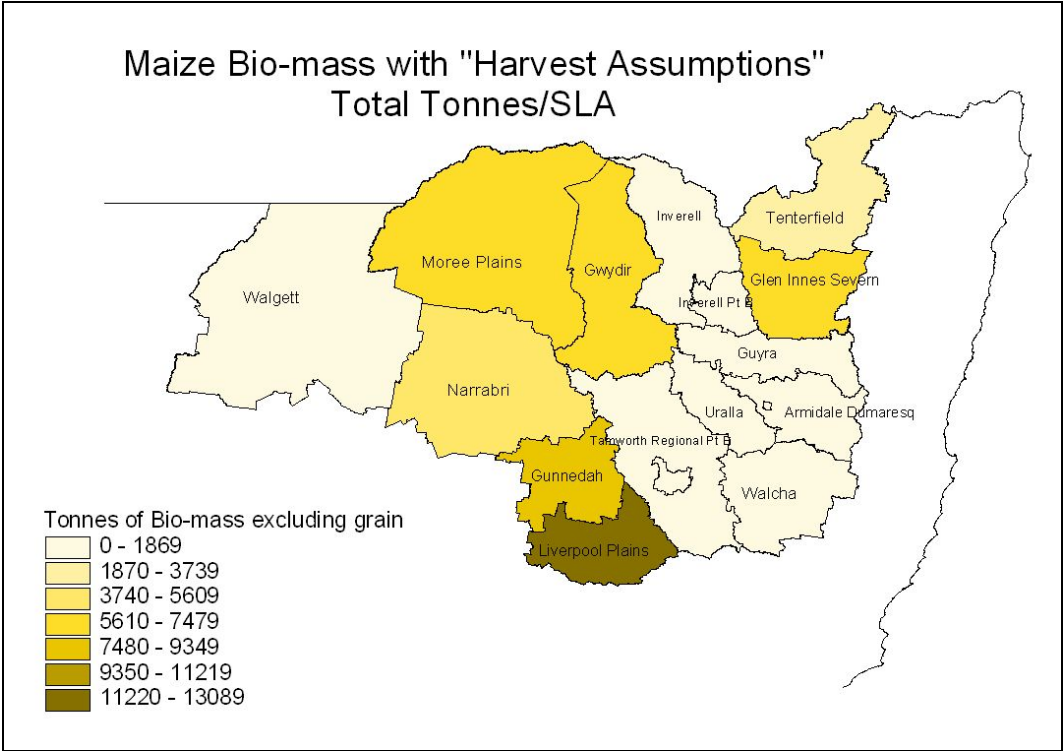 Maize Bio-mass with "Harvest Assumptions"
Total Tonnes/SLA
Inverell
Tenterfield
Moree Plains
Gwydir
Glen Innes Severn
Walgett
Inverell Pt B
Guyra
Narrabri
Uralla
Armidale Dumaresq
Tamworth Regional Pt B
Gunnedah
Walcha
Liverpool Plains
Tonnes of Bio-mass excluding grain
0 - 1869
1870 - 3739
3740 - 5609
5610 - 7479
7480 - 9349
9350 - 11219
11220 - 13089